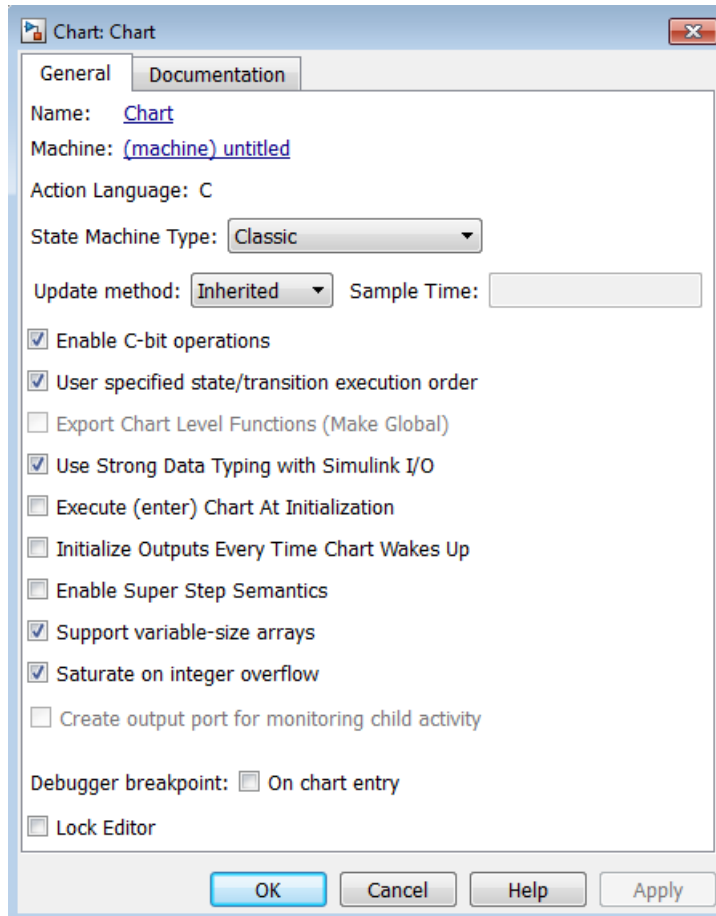 Chart: Chart
General Documentation
Name: Chart
Machine: (machine) untitled
Action Language: C
State Machine Type: Classic
Update method: Inherited Sample Time:
Enable C-bit operations
User specified state/transition execution order
Export Chart Level Functions (Make Global)
Use Strong Data Typing with Simulink I/O
Execute (enter) Chart At Initialization
Initialize Outputs Every Time Chart Wakes Up
Enable Super Step Semantics
Support variable-size arrays
Saturate on integer overflow
Create output port for monitoring child activity
Debugger breakpoint: On chart entry
Lock Editor
OK Cancel Help Apply